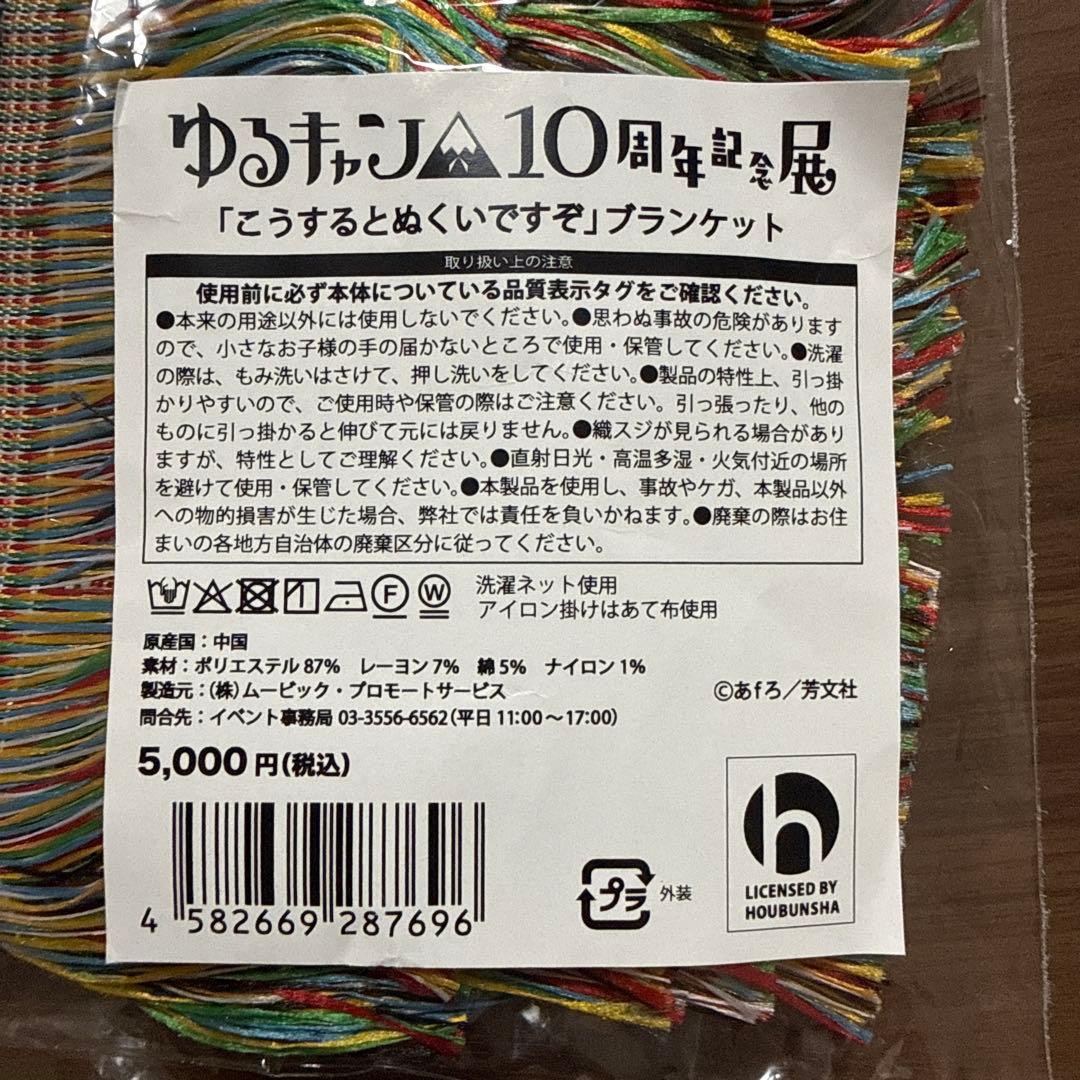 ゆるキャン△10周年記念展
「こうするとぬくいですぞ」ブランケット
取り扱い上の注意
使用前に必ず本体についている品質表示タグをご確認ください。
●本来の用途以外には使用しないでください。●思わぬ事故の危険があります
ので、小さなお子様の手の届かないところで使用・保管してください。●洗濯
の際は、もみ洗いはさけて、押し洗いをしてください。●製品の特性上、引っ掛
かりやすいので、ご使用時や保管の際はご注意ください。引っ張ったり、他の
ものに引っ掛かると伸びて元には戻りません。●織スジが見られる場合があり
ますが、特性としてご理解ください。●直射日光・高温多湿・火気付近の場所
を避けて使用・保管してください。●本製品を使用し、事故やケガ、本製品以外
への物的損害が生じた場合、弊社では責任を負いかねます。●廃棄の際はお住
まいの各地方自治体の廃棄区分に従ってください。
F W
洗濯ネット使用
アイロン掛けはあて布使用
原産国：中国
素材：ポリエステル 87%　レーヨン 7%　綿 5%　ナイロン 1%
製造元：（株）ムービック・プロモートサービス
問合先：イベント事務局 03-3556-6562（平日 11:00～17:00）
©あfろ／芳文社
5,000 円（税込）
4 582669 287696
プラ 外装
h
LICENSED BY
HOUBUNSHA